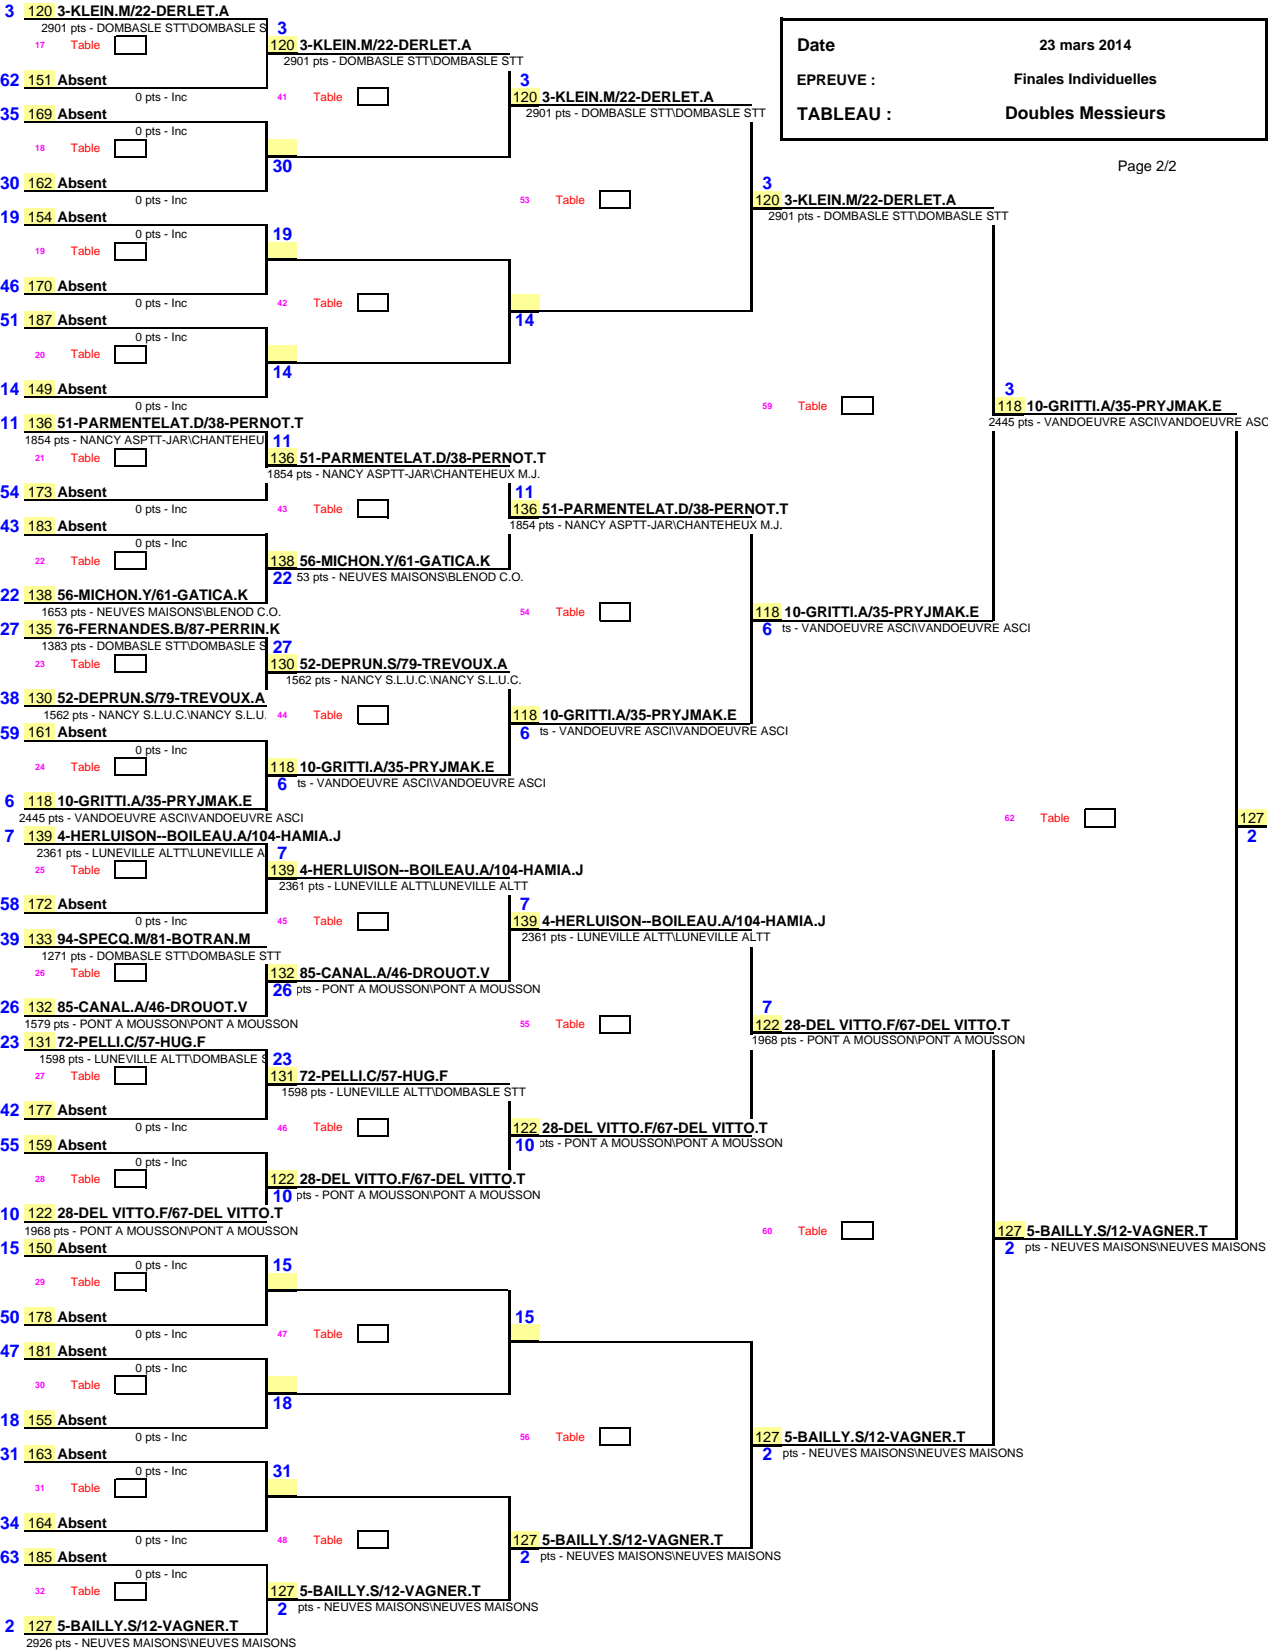 Date 23 mars 2014
EPREUVE : Finales Individuelles
TABLEAU : Doubles Messieurs
Page 2/2
3 120 3-KLEIN.M/22-DERLET.A
2901 pts - DOMBASLE STT\DOMBASLE S
17 Table
62 151 Absent
0 pts - Inc
35 169 Absent
0 pts - Inc
18 Table
30 162 Absent
0 pts - Inc
19 154 Absent
0 pts - Inc
19 Table
46 170 Absent
0 pts - Inc
51 187 Absent
0 pts - Inc
20 Table
14 149 Absent
0 pts - Inc
11 136 51-PARMENTELAT.D/38-PERNOT.T
1854 pts - NANCY ASPTT-JAR\CHANTEHEU
21 Table
54 173 Absent
0 pts - Inc
43 183 Absent
0 pts - Inc
22 Table
22 138 56-MICHON.Y/61-GATICA.K
1653 pts - NEUVES MAISONS\BLENOD C.O.
27 135 76-FERNANDES.B/87-PERRIN.K
1383 pts - DOMBASLE STT\DOMBASLE S
23 Table
38 130 52-DEPRUN.S/79-TREVOUX.A
1562 pts - NANCY S.L.U.C.\NANCY S.L.U.
59 161 Absent
0 pts - Inc
24 Table
6 118 10-GRITTI.A/35-PRYJMAK.E
2445 pts - VANDOEUVRE ASCI\VANDOEUVRE ASCI
7 139 4-HERLUISON--BOILEAU.A/104-HAMIA.J
2361 pts - LUNEVILLE ALTT\LUNEVILLE A
25 Table
58 172 Absent
0 pts - Inc
39 133 94-SPECQ.M/81-BOTRAN.M
1271 pts - DOMBASLE STT\DOMBASLE STT
26 Table
26 132 85-CANAL.A/46-DROUOT.V
1579 pts - PONT A MOUSSON\PONT A MOUSSON
23 131 72-PELLI.C/57-HUG.F
1598 pts - LUNEVILLE ALTT\DOMBASLE S
27 Table
42 177 Absent
0 pts - Inc
55 159 Absent
0 pts - Inc
28 Table
10 122 28-DEL VITTO.F/67-DEL VITTO.T
1968 pts - PONT A MOUSSON\PONT A MOUSSON
15 150 Absent
0 pts - Inc
29 Table
50 178 Absent
0 pts - Inc
47 181 Absent
0 pts - Inc
30 Table
18 155 Absent
0 pts - Inc
31 163 Absent
0 pts - Inc
31 Table
34 164 Absent
0 pts - Inc
63 185 Absent
0 pts - Inc
32 Table
2 127 5-BAILLY.S/12-VAGNER.T
2926 pts - NEUVES MAISONS\NEUVES MAISONS
3
120 3-KLEIN.M/22-DERLET.A
2901 pts - DOMBASLE STT\DOMBASLE STT
41 Table
30
19
42 Table
14
11
136 51-PARMENTELAT.D/38-PERNOT.T
1854 pts - NANCY ASPTT-JAR\CHANTEHEUX M.J.
43 Table
138 56-MICHON.Y/61-GATICA.K
22 53 pts - NEUVES MAISONS\BLENOD C.O.
27
130 52-DEPRUN.S/79-TREVOUX.A
1562 pts - NANCY S.L.U.C.\NANCY S.L.U.C.
44 Table
118 10-GRITTI.A/35-PRYJMAK.E
6 ts - VANDOEUVRE ASCI\VANDOEUVRE ASCI
7
139 4-HERLUISON--BOILEAU.A/104-HAMIA.J
2361 pts - LUNEVILLE ALTT\LUNEVILLE ALTT
45 Table
132 85-CANAL.A/46-DROUOT.V
26 pts - PONT A MOUSSON\PONT A MOUSSON
23
131 72-PELLI.C/57-HUG.F
1598 pts - LUNEVILLE ALTT\DOMBASLE STT
46 Table
122 28-DEL VITTO.F/67-DEL VITTO.T
10 pts - PONT A MOUSSON\PONT A MOUSSON
15
47 Table
18
31
48 Table
127 5-BAILLY.S/12-VAGNER.T
2 pts - NEUVES MAISONS\NEUVES MAISONS
3
120 3-KLEIN.M/22-DERLET.A
2901 pts - DOMBASLE STT\DOMBASLE STT
53 Table
14
11
136 51-PARMENTELAT.D/38-PERNOT.T
1854 pts - NANCY ASPTT-JAR\CHANTEHEUX M.J.
54 Table
118 10-GRITTI.A/35-PRYJMAK.E
6 ts - VANDOEUVRE ASCI\VANDOEUVRE ASCI
7
139 4-HERLUISON--BOILEAU.A/104-HAMIA.J
2361 pts - LUNEVILLE ALTT\LUNEVILLE ALTT
55 Table
122 28-DEL VITTO.F/67-DEL VITTO.T
10 pts - PONT A MOUSSON\PONT A MOUSSON
15
56 Table
127 5-BAILLY.S/12-VAGNER.T
2 pts - NEUVES MAISONS\NEUVES MAISONS
3
120 3-KLEIN.M/22-DERLET.A
2901 pts - DOMBASLE STT\DOMBASLE STT
59 Table
118 10-GRITTI.A/35-PRYJMAK.E
6 ts - VANDOEUVRE ASCI\VANDOEUVRE ASCI
7
122 28-DEL VITTO.F/67-DEL VITTO.T
1968 pts - PONT A MOUSSON\PONT A MOUSSON
60 Table
127 5-BAILLY.S/12-VAGNER.T
2 pts - NEUVES MAISONS\NEUVES MAISONS
3
118 10-GRITTI.A/35-PRYJMAK.E
2445 pts - VANDOEUVRE ASCI\VANDOEUVRE ASC
62 Table
127 5-BAILLY.S/12-VAGNER.T
2 pts - NEUVES MAISONS\NEUVES MAISONS
127
2